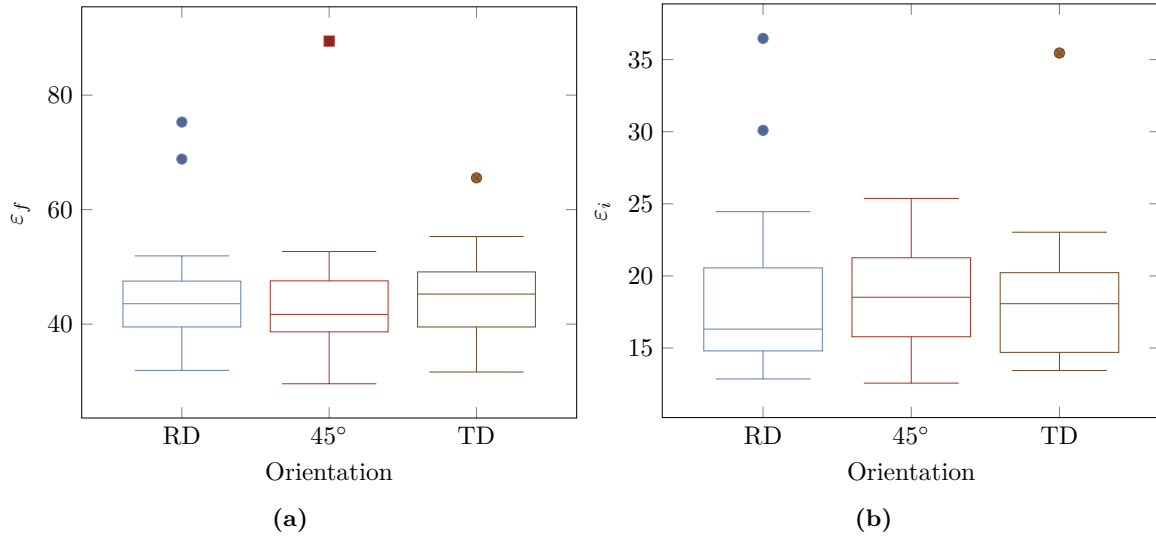 80
60
40
ε_f
RD 45° TD
Orientation
(a)
35
30
25
20
15
ε_i
RD 45° TD
Orientation
(b)